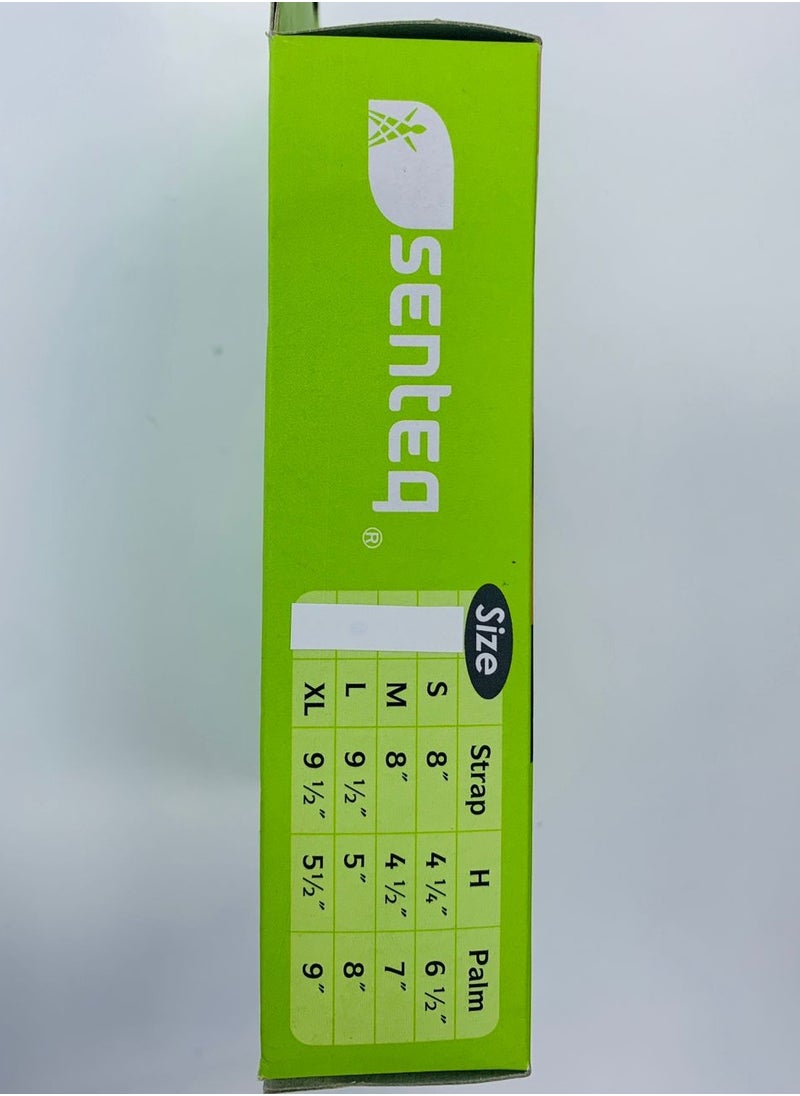 senteq®
Size Strap H Palm
S 8" 4 1/4" 6 1/2"
M 8" 4 1/2" 7"
L 9 1/2" 5" 8"
XL 9 1/2" 5 1/2" 9"